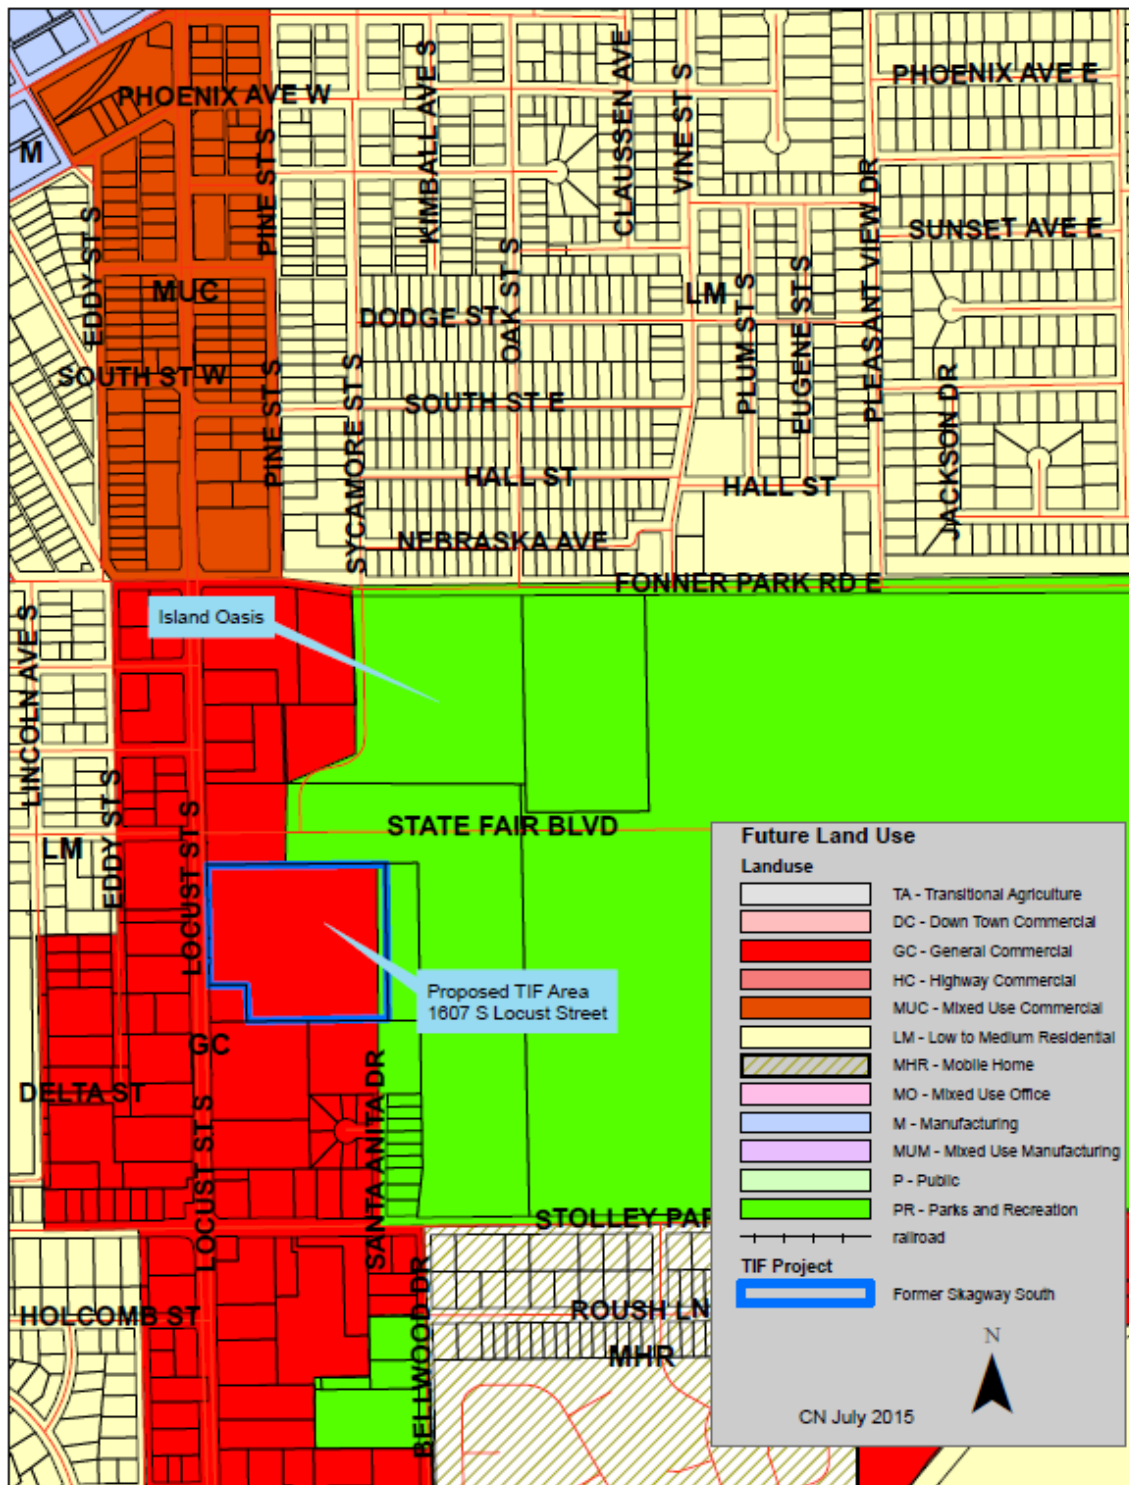 PHOENIX AVE W
PINE ST S
KIMBALL AVE S
CLAUSSEN AVE
VINE ST S
PHOENIX AVE E
M
EDDY ST S
MUC
OAK ST S
LM
PLUM ST S
EUGENE ST S
PLEASANT VIEW DR
SUNSET AVE E
DODGE ST
SOUTH ST W
PINE ST S
SYCAMORE ST S
SOUTH ST E
JACKSON DR
HALL ST
HALL ST
NEBRASKA AVE
FONNER PARK RD E
Island Oasis
LINCOLN AVE S
EDDY ST S
LM
LOCUST ST S
STATE FAIR BLVD
Proposed TIF Area
1607 S Locust Street
GC
DELTA ST
LOCUST ST S
SANTA ANITA DR
STOLLEY PAR
HOLCOMB ST
BELLWOOD DR
ROUSH LN
MHR
Future Land Use
Landuse
TA - Transitional Agriculture
DC - Down Town Commercial
GC - General Commercial
HC - Highway Commercial
MUC - Mixed Use Commercial
LM - Low to Medium Residential
MHR - Mobile Home
MO - Mixed Use Office
M - Manufacturing
MUM - Mixed Use Manufacturing
P - Public
PR - Parks and Recreation
railroad
TIF Project
Former Skagway South
N
CN July 2015